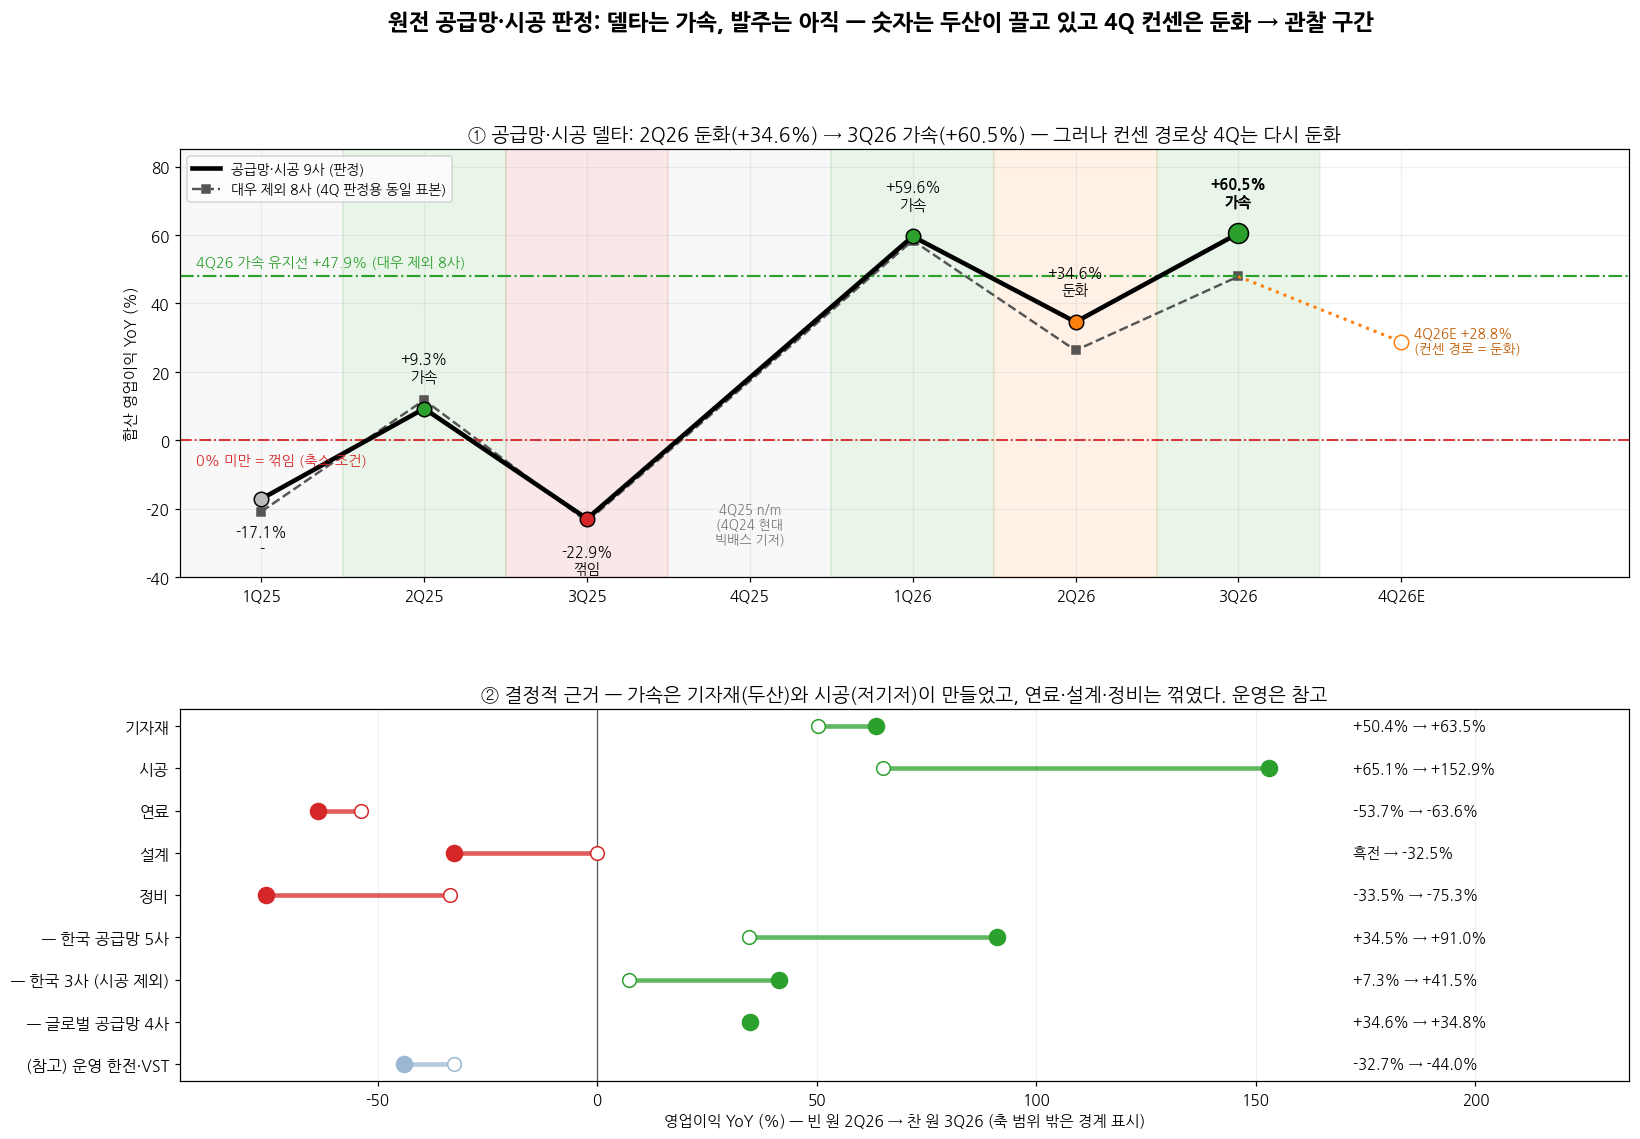 원전 공급망·시공 판정: 델타는 가속, 발주는 아직 — 숫자는 두산이 끌고 있고 4Q 컨센은 둔화 → 관찰 구간
① 공급망·시공 델타: 2Q26 둔화(+34.6%) → 3Q26 가속(+60.5%) — 그러나 컨센 경로상 4Q는 다시 둔화
공급망·시공 9사 (판정)
대우 제외 8사 (4Q 판정용 동일 표본)
합산 영업이익 YoY (%)
80
60
40
20
0
-20
-40
4Q26 가속 유지선 +47.9% (대우 제외 8사)
0% 미만 = 꺾임 (축소 조건)
-17.1%
-
+9.3%
가속
-22.9%
꺾임
4Q25 n/m
(4Q24 현대
빅배스 기저)
+59.6%
가속
+34.6%
둔화
+60.5%
가속
4Q26E +28.8%
(컨센 경로 = 둔화)
1Q25
2Q25
3Q25
4Q25
1Q26
2Q26
3Q26
4Q26E
② 결정적 근거 — 가속은 기자재(두산)와 시공(저기저)이 만들었고, 연료·설계·정비는 꺾였다. 운영은 참고
기자재 +50.4% → +63.5%
시공 +65.1% → +152.9%
연료 -53.7% → -63.6%
설계 흑전 → -32.5%
정비 -33.5% → -75.3%
— 한국 공급망 5사 +34.5% → +91.0%
— 한국 3사 (시공 제외) +7.3% → +41.5%
— 글로벌 공급망 4사 +34.6% → +34.8%
(참고) 운영 한전·VST -32.7% → -44.0%
-50
0
50
100
150
200
영업이익 YoY (%) — 빈 원 2Q26 → 찬 원 3Q26 (축 범위 밖은 경계 표시)